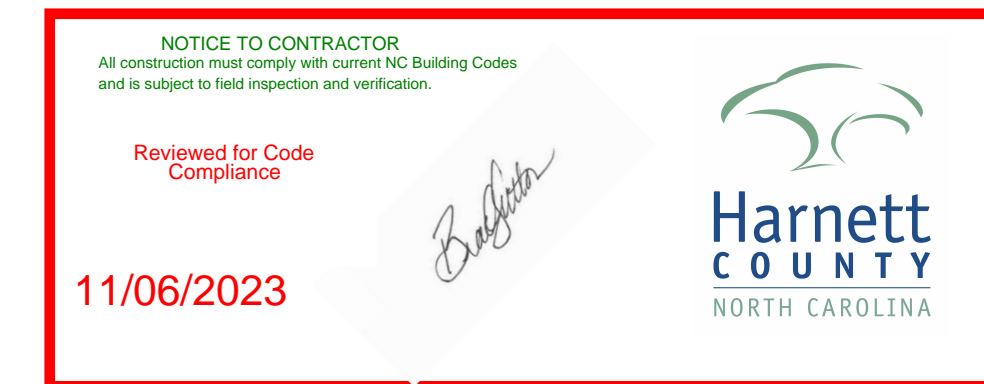 NOTICE TO CONTRACTOR
All construction must comply with current NC Building Codes
and is subject to field inspection and verification.
Reviewed for Code
Compliance
11/06/2023
Harnett
COUNTY
NORTH CAROLINA